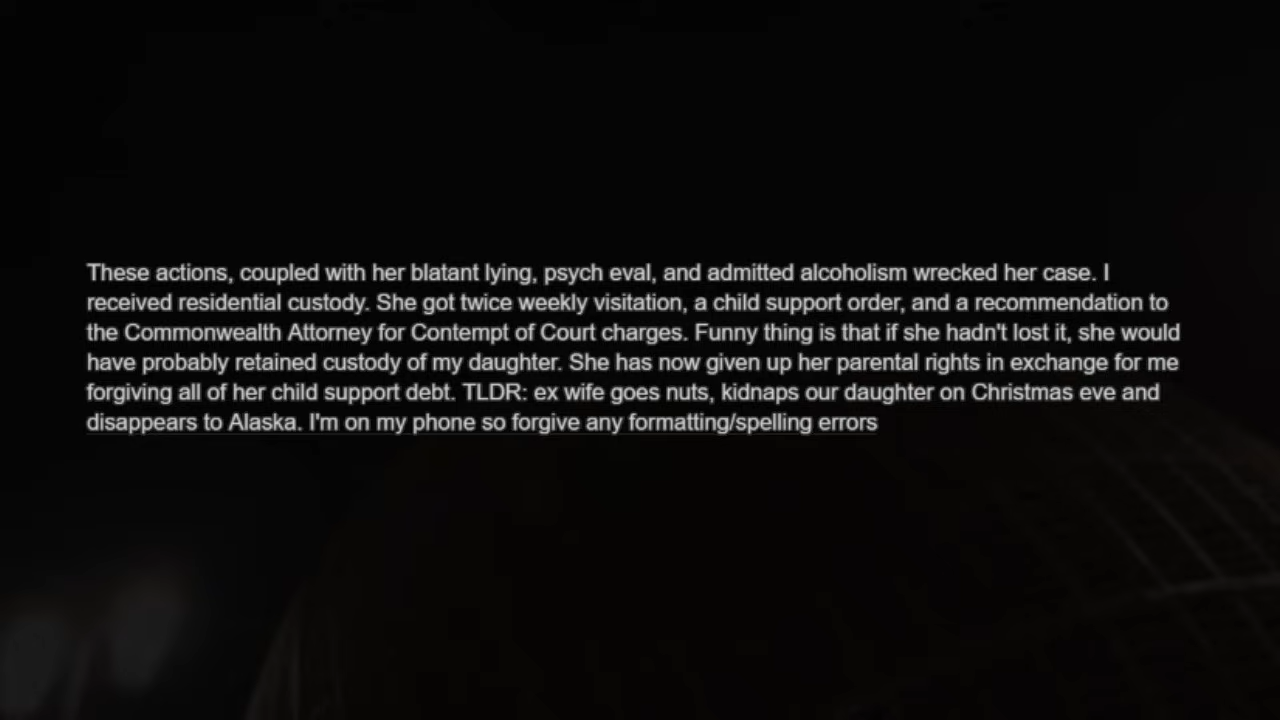 These actions, coupled with her blatant lying, psych eval, and admitted alcoholism wrecked her case. I
received residential custody. She got twice weekly visitation, a child support order, and a recommendation to
the Commonwealth Attorney for Contempt of Court charges. Funny thing is that if she hadn't lost it, she would
have probably retained custody of my daughter. She has now given up her parental rights in exchange for me
forgiving all of her child support debt. TLDR: ex wife goes nuts, kidnaps our daughter on Christmas eve and
disappears to Alaska. I'm on my phone so forgive any formatting/spelling errors